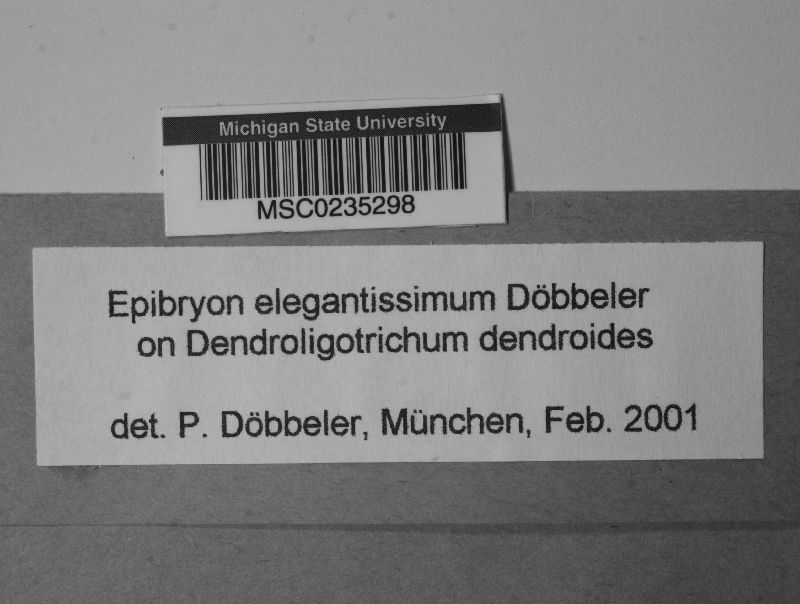 Michigan State University
MSC0235298
Epibryon elegantissimum Döbbeler
on Dendroligotrichum dendroides
det. P. Döbbeler, München, Feb. 2001